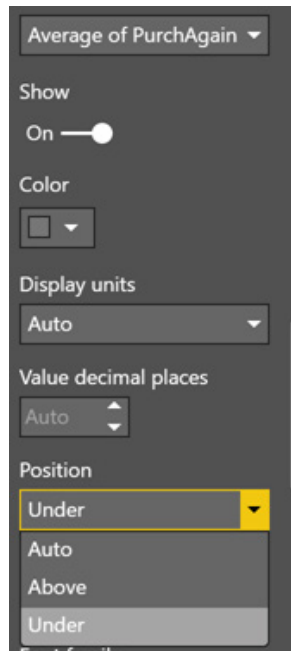 Average of PurchAgain
Show
On
Color
Display units
Auto
Value decimal places
Auto
Position
Under
Auto
Above
Under